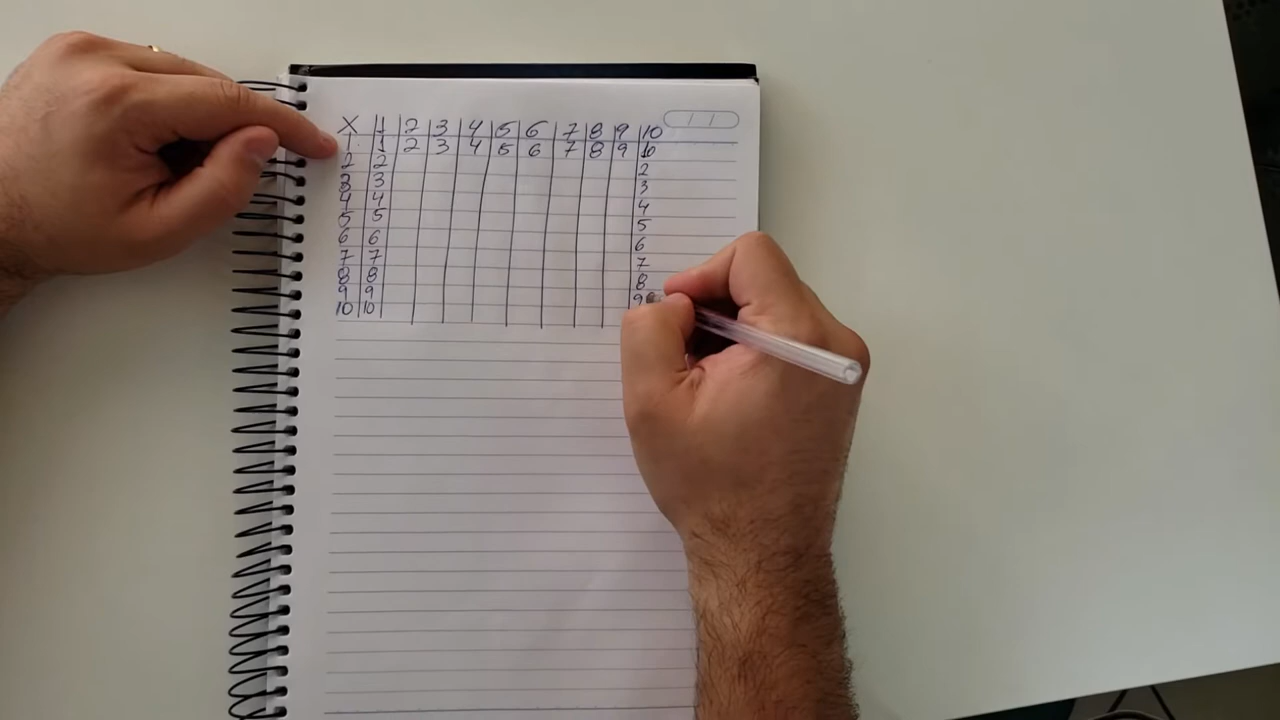 X 1 2 3 4 5 6 7 8 9 10
1 1 2 3 4 5 6 7 8 9 10
2 2 2
3 3 3
4 4 4
5 5 5
6 6 6
7 7 7
8 8 8
9 9 9
10 10